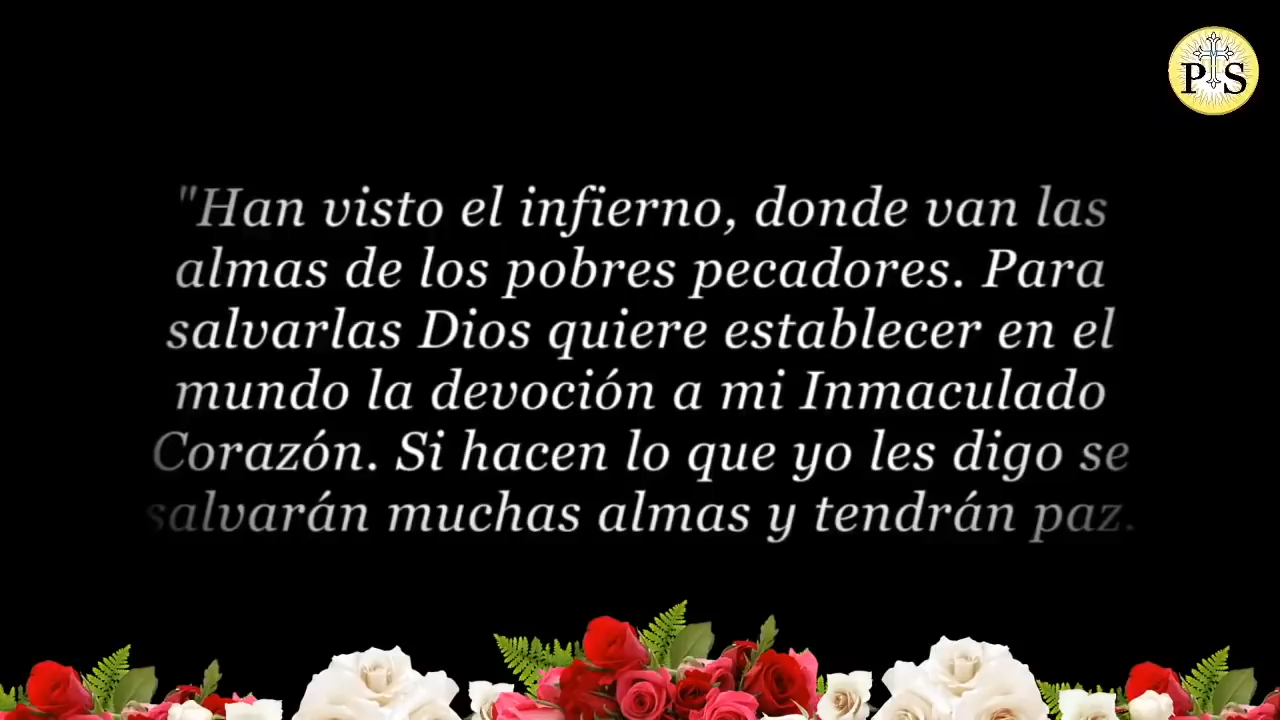 PS
"Han visto el infierno, donde van las
almas de los pobres pecadores. Para
salvarlas Dios quiere establecer en el
mundo la devoción a mi Inmaculado
Corazón. Si hacen lo que yo les digo se
salvarán muchas almas y tendrán paz.